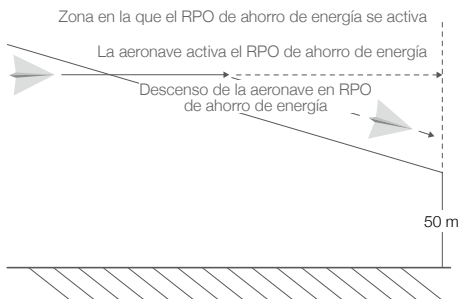 Zona en la que el RPO de ahorro de energía se activa
La aeronave activa el RPO de ahorro de energía
Descenso de la aeronave en RPO
de ahorro de energía
50 m